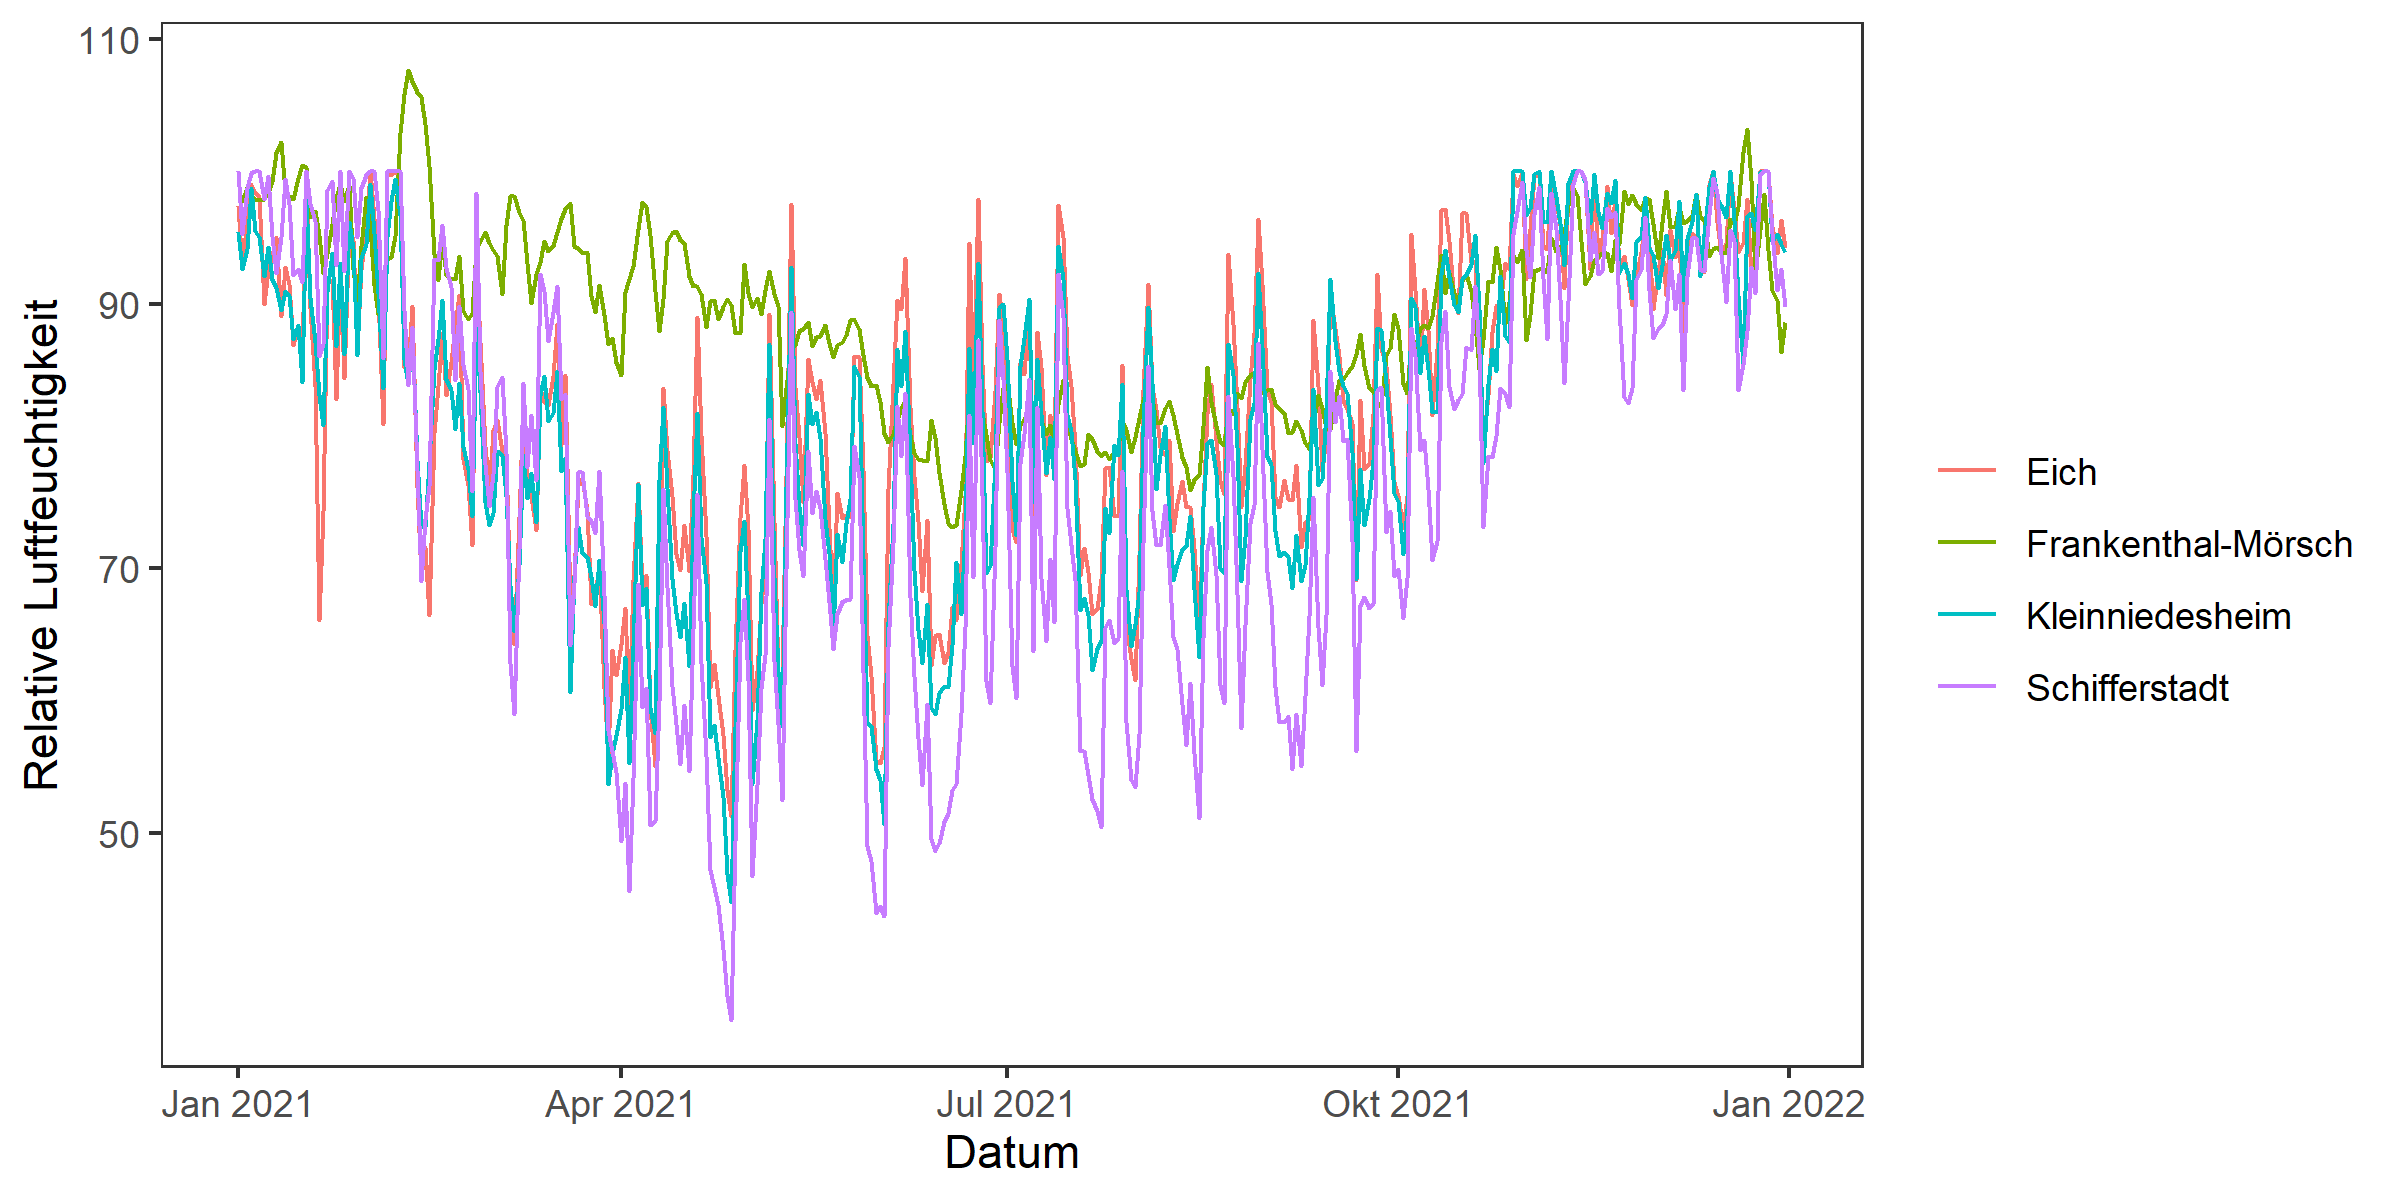 110
90
70
50
Relative Luftfeuchtigkeit
Jan 2021
Apr 2021
Jul 2021
Okt 2021
Jan 2022
Datum
Eich
Frankenthal-Mörsch
Kleinniedesheim
Schifferstadt